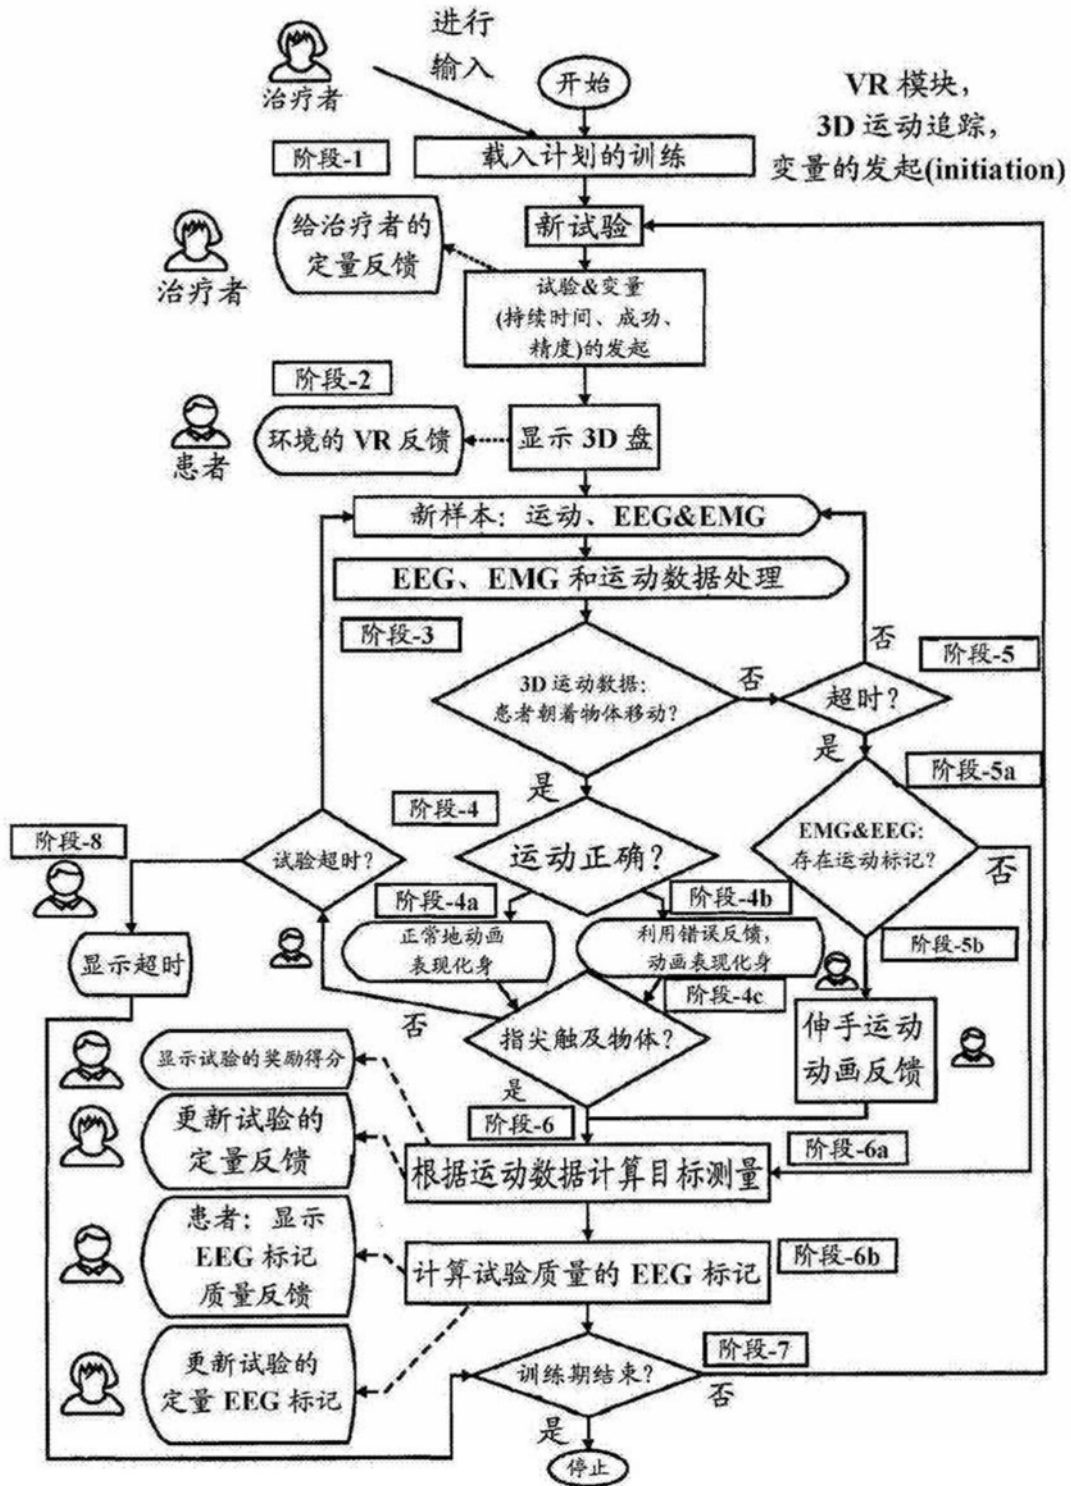 进行
输入
治疗者
开始
VR 模块,
3D 运动追踪,
变量的发起(initiation)
阶段-1
载入计划的训练
给治疗者的
定量反馈
治疗者
新试验
试验&变量
(持续时间、成功、
精度)的发起
阶段-2
环境的 VR 反馈
患者
显示 3D 盘
新样本: 运动、EEG&EMG
EEG、EMG 和运动数据处理
阶段-3
3D 运动数据:
患者朝着物体移动?
否
否
超时?
阶段-5
是
是
阶段-5a
阶段-4
EMG&EEG:
存在运动标记?
否
阶段-8
试验超时?
运动正确?
阶段-4a
阶段-4b
正常地动画
表现化身
利用错误反馈,
动画表现化身
阶段-5b
显示超时
阶段-4c
否
指尖触及物体?
伸手运动
动画反馈
显示试验的奖励得分
是
阶段-6
更新试验的
定量反馈
阶段-6a
根据运动数据计算目标测量
患者: 显示
EEG 标记
质量反馈
计算试验质量的 EEG 标记
阶段-6b
更新试验的
定量 EEG 标记
训练期结束?
阶段-7
否
是
停止